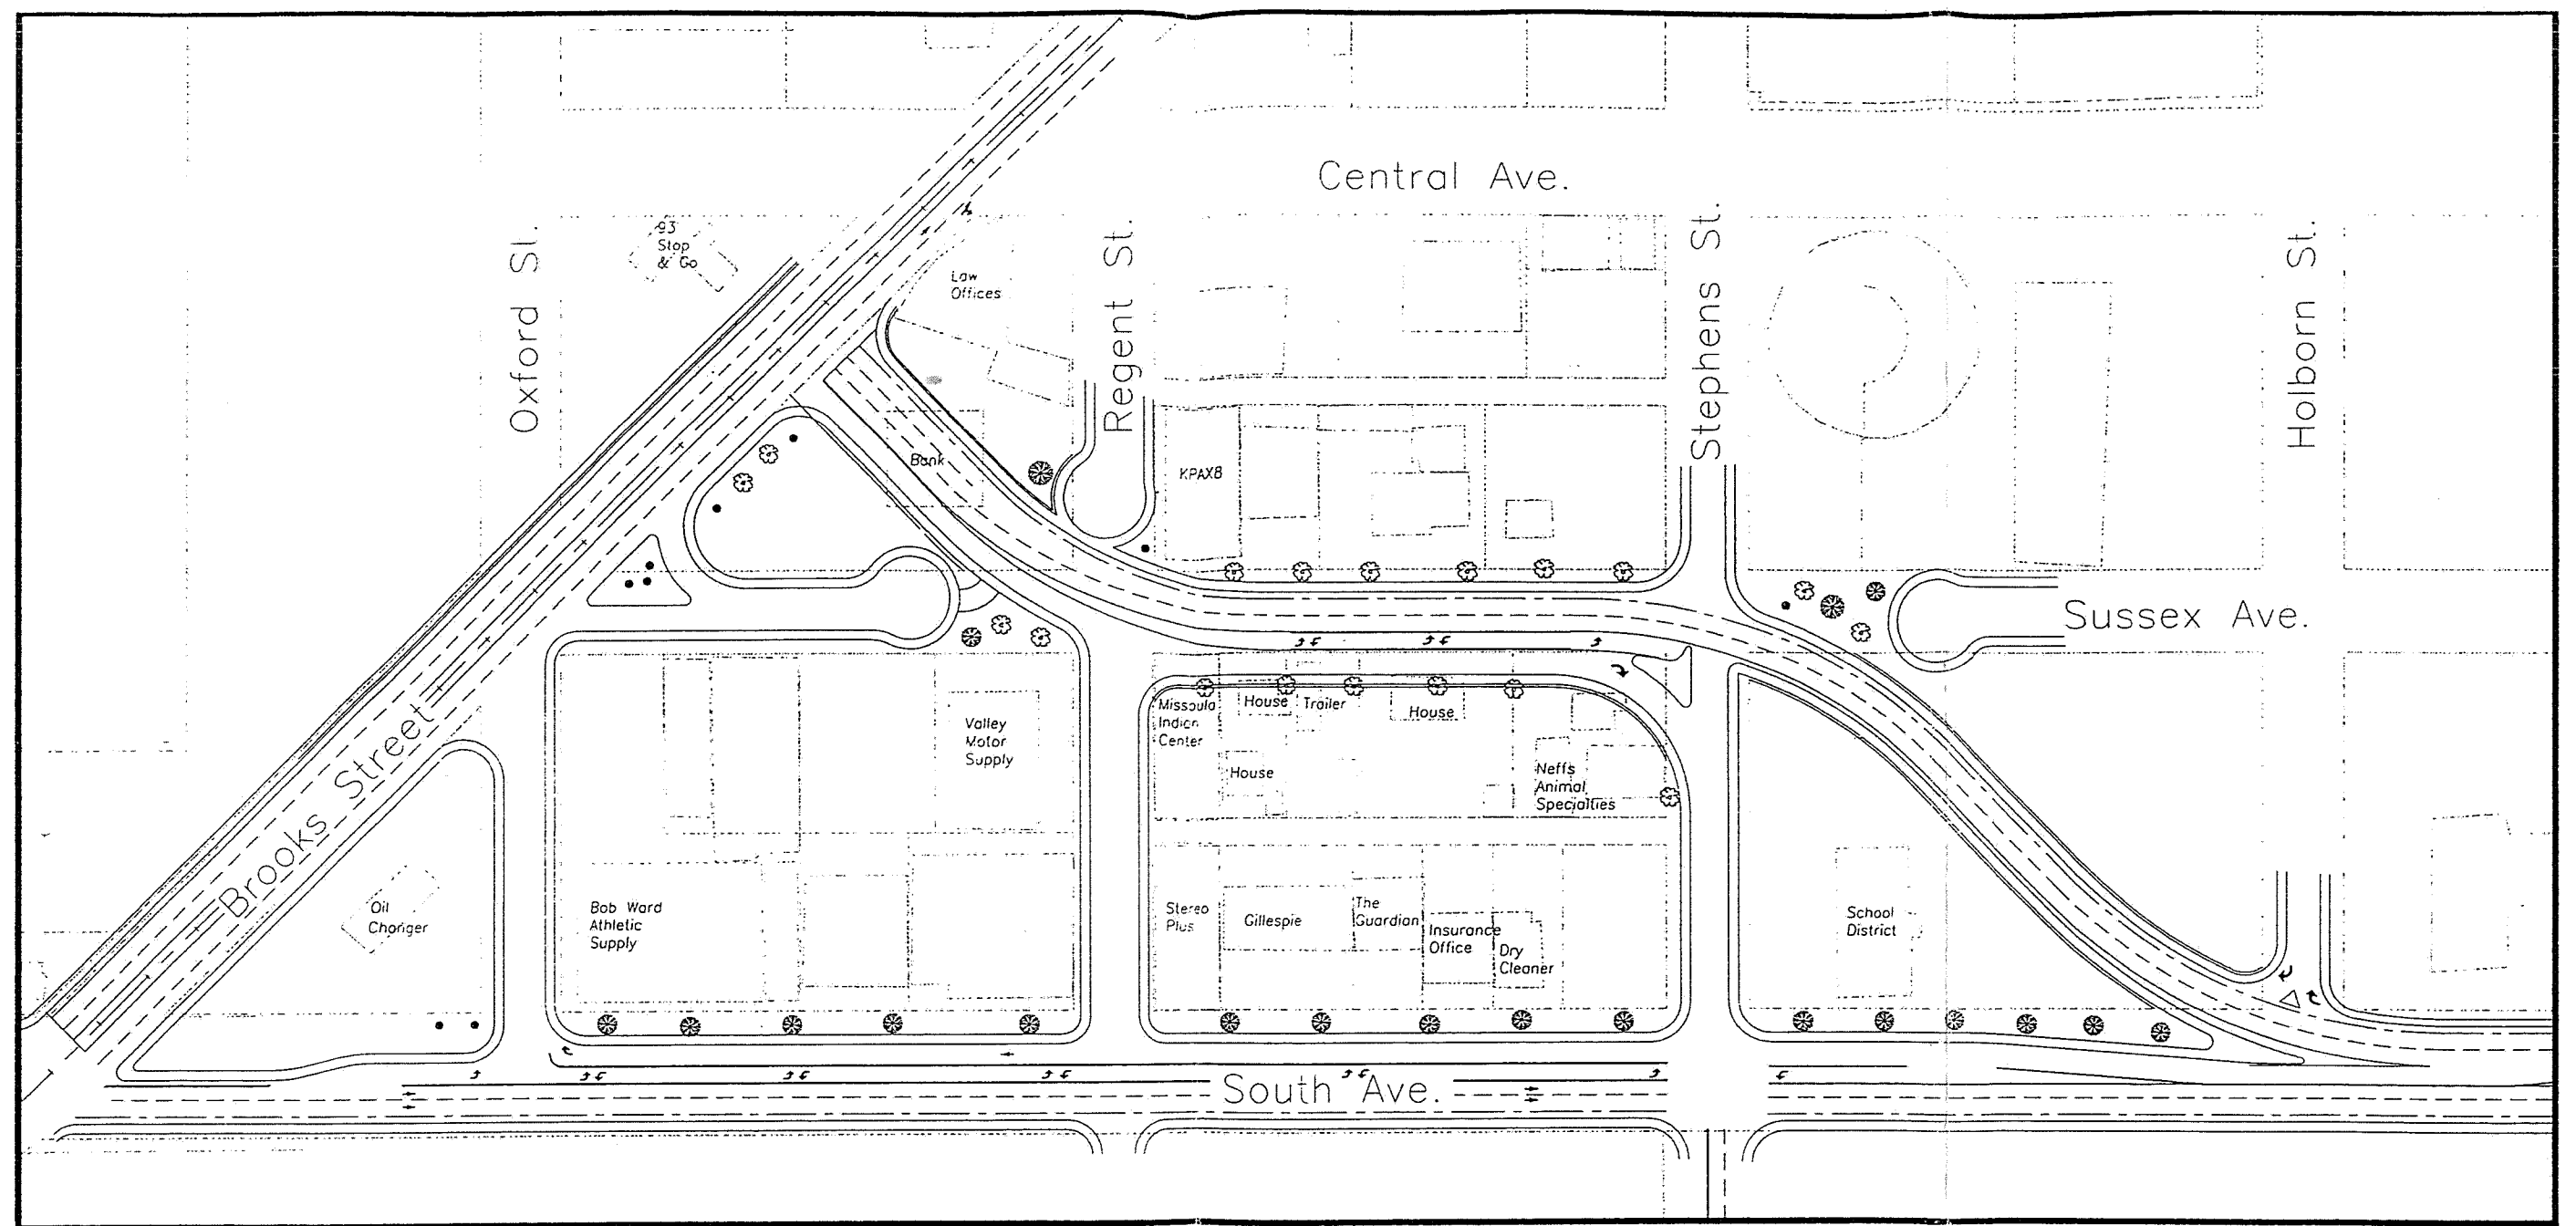 Central Ave.
93
Stop
& Go
Oxford St.
Law
Offices
Regent St.
Stephens St.
Holborn St.
Bank
KPAX8
Sussex Ave.
Brooks Street
Valley
Motor
Supply
Missoula
Indian
Center
House
Trailer
House
House
Neffs
Animal
Specialties
Oil
Changer
Bob Ward
Athletic
Supply
Stereo
Plus
Gillespie
The
Guardian
Insurance
Office
Dry
Cleaner
School
District
South Ave.